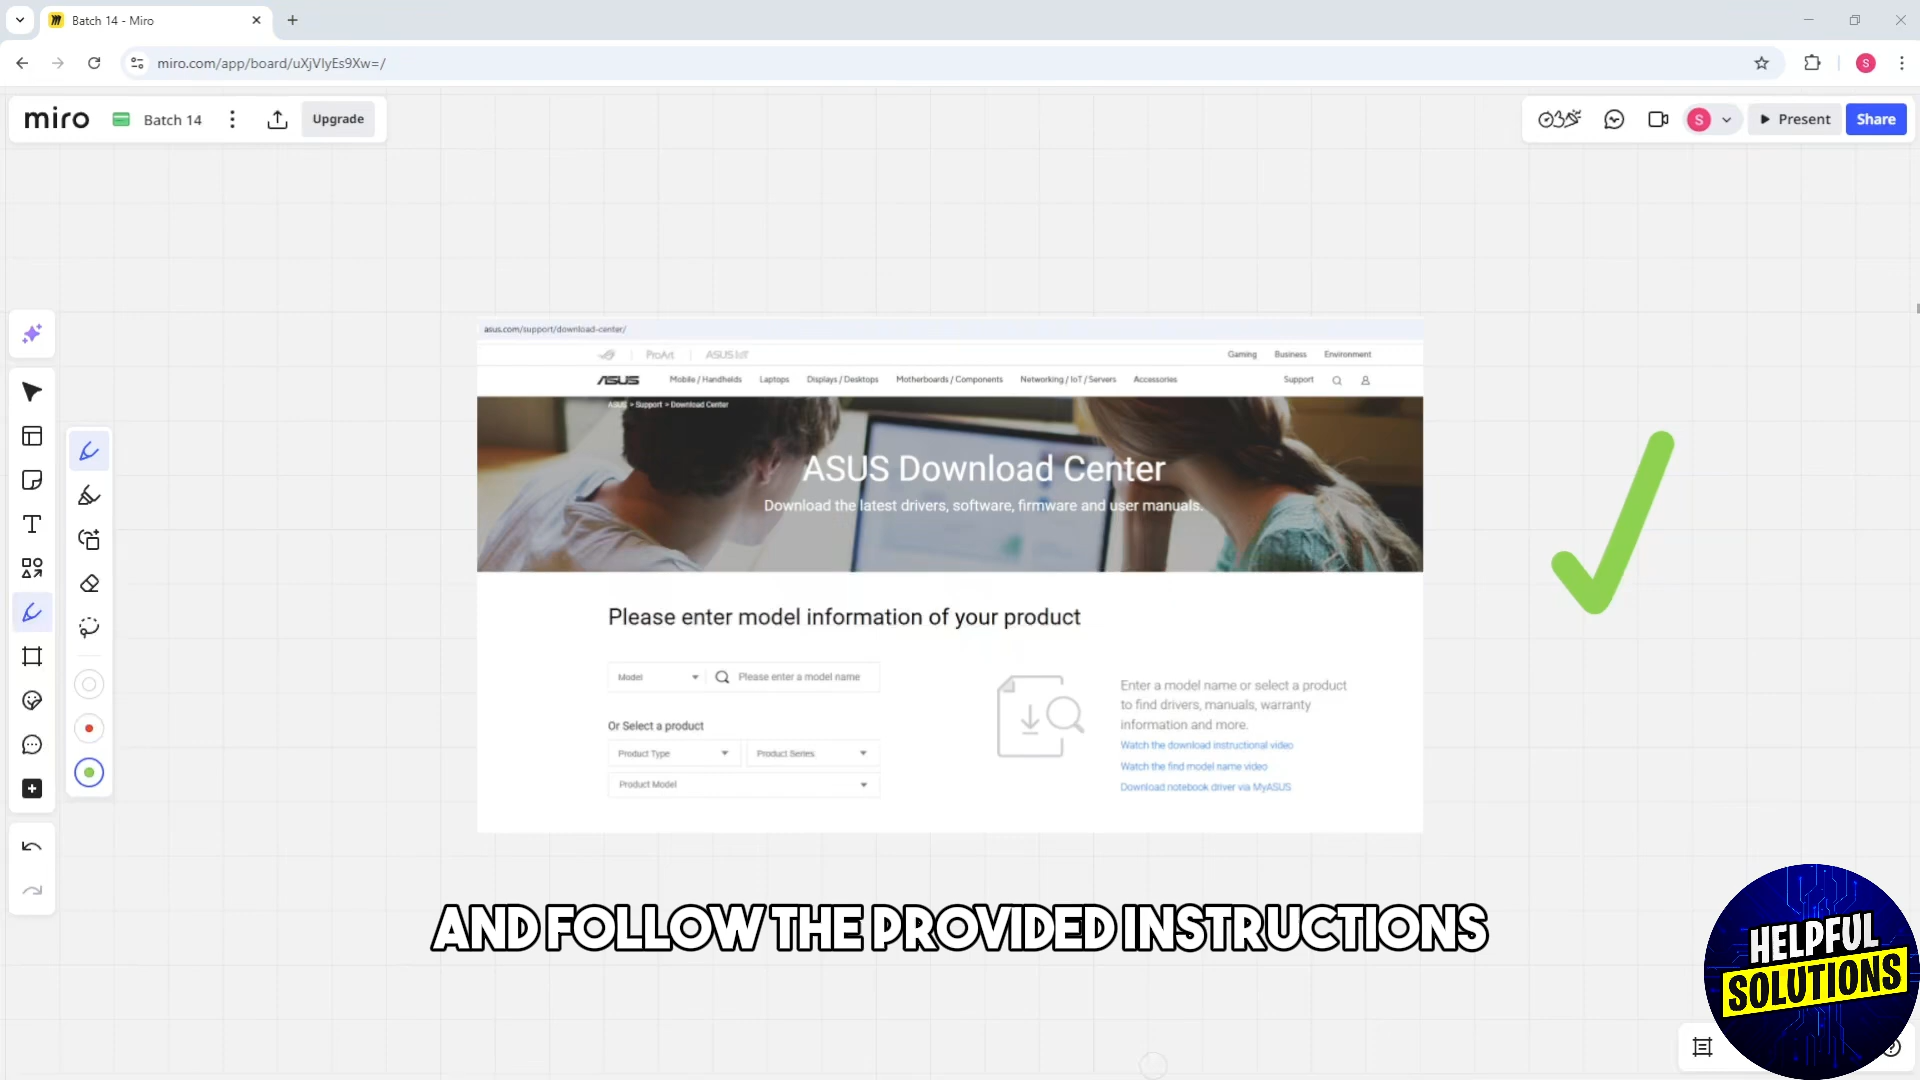 Batch 14 - Miro
miro.com/app/board/uXjVIyEs9Xw=/
S
miro
Batch 14
Upgrade
S
Present
Share
asus.com/support/download-center/
ProArt
ASUS IoT
Gaming
Business
Environment
ASUS
Mobile / Handhelds
Laptops
Displays / Desktops
Motherboards / Components
Networking / IoT / Servers
Accessories
Support
ASUS > Support > Download Center
ASUS Download Center
Download the latest drivers, software, firmware and user manuals.
Please enter model information of your product
Model
Please enter a model name
Or Select a product
Product Type
Product Series
Product Model
Enter a model name or select a product
to find drivers, manuals, warranty
information and more.
Watch the download instructional video
Watch the find model name video
Download notebook driver via MyASUS
AND FOLLOW THE PROVIDED INSTRUCTIONS
HELPFUL
SOLUTIONS